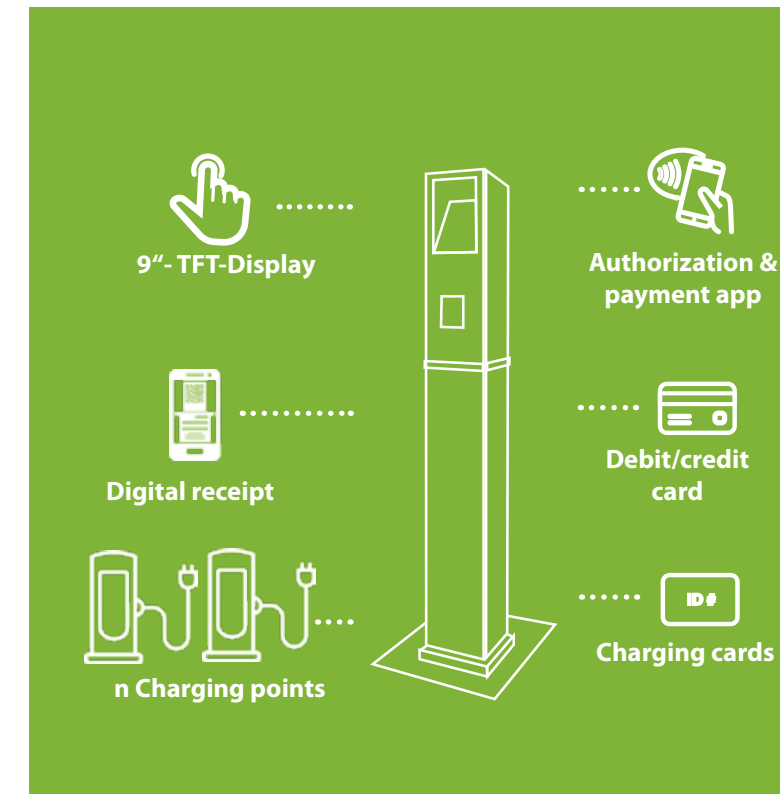 9“- TFT-Display
Authorization &
payment app
Digital receipt
Debit/credit
card
ID#
Charging cards
n Charging points